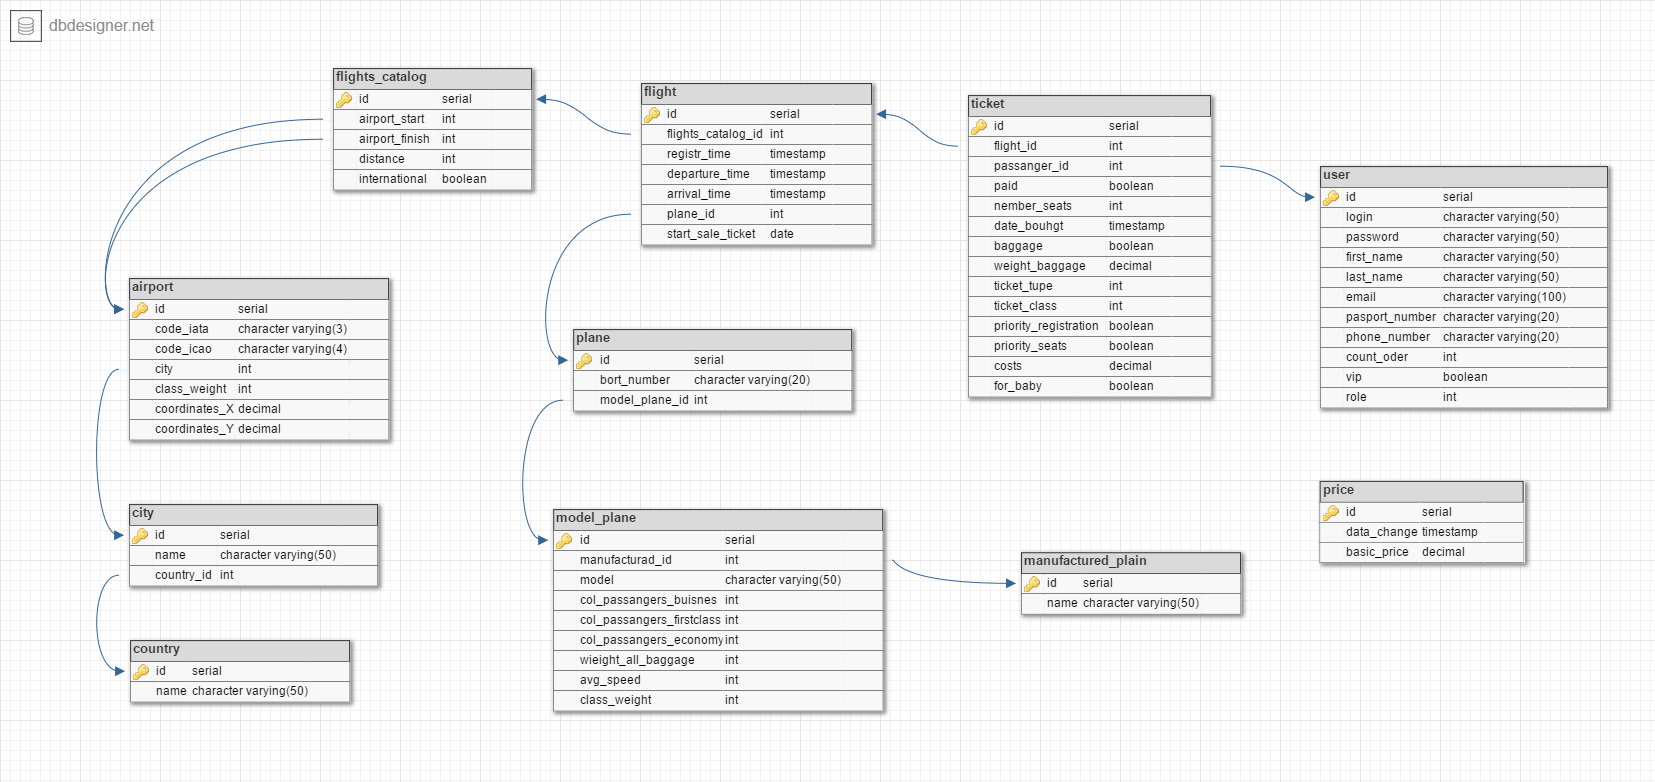 dbdesigner.net
flights_catalog
id serial
airport_start int
airport_finish int
distance int
international boolean
flight
id serial
flights_catalog_id int
registr_time timestamp
departure_time timestamp
arrival_time timestamp
plane_id int
start_sale_ticket date
ticket
id serial
flight_id int
passanger_id int
paid boolean
nember_seats int
date_bouhgt timestamp
baggage boolean
weight_baggage decimal
ticket_tupe int
ticket_class int
priority_registration boolean
priority_seats boolean
costs decimal
for_baby boolean
user
id serial
login character varying(50)
password character varying(50)
first_name character varying(50)
last_name character varying(50)
email character varying(100)
pasport_number character varying(20)
phone_number character varying(20)
count_oder int
vip boolean
role int
airport
id serial
code_iata character varying(3)
code_icao character varying(4)
city int
class_weight int
coordinates_X decimal
coordinates_Y decimal
plane
id serial
bort_number character varying(20)
model_plane_id int
city
id serial
name character varying(50)
country_id int
model_plane
id serial
manufacturad_id int
model character varying(50)
col_passangers_buisnes int
col_passangers_firstclass int
col_passangers_economy int
wieight_all_baggage int
avg_speed int
class_weight int
manufactured_plain
id serial
name character varying(50)
price
id serial
data_change timestamp
basic_price decimal
country
id serial
name character varying(50)